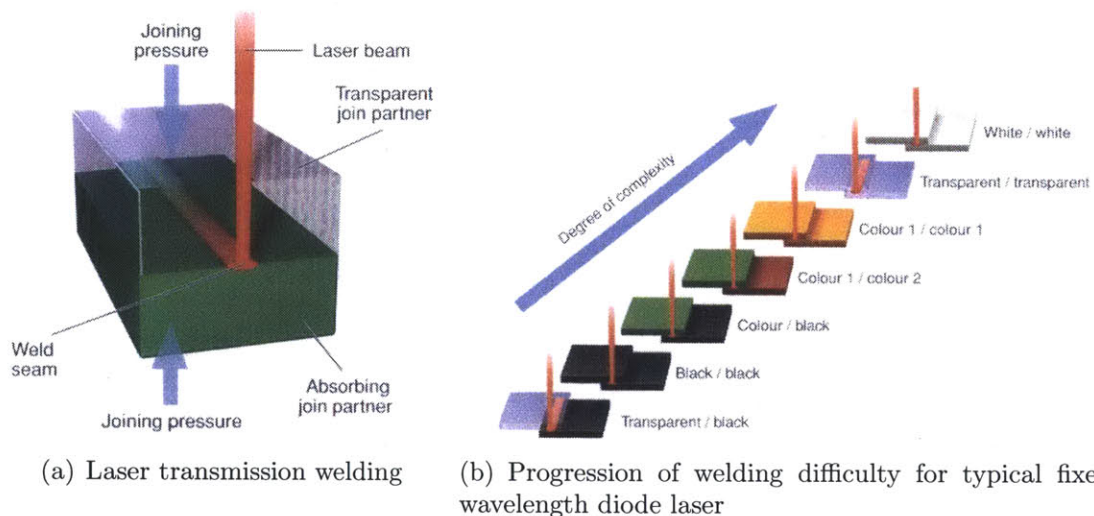 Joining
pressure
Laser beam
Transparent
join partner
Weld
seam
Absorbing
join partner
Joining pressure
(a) Laser transmission welding
Degree of complexity
White / white
Transparent / transparent
Colour 1 / colour 1
Colour 1 / colour 2
Colour / black
Black / black
Transparent / black
(b) Progression of welding difficulty for typical fixe
wavelength diode laser